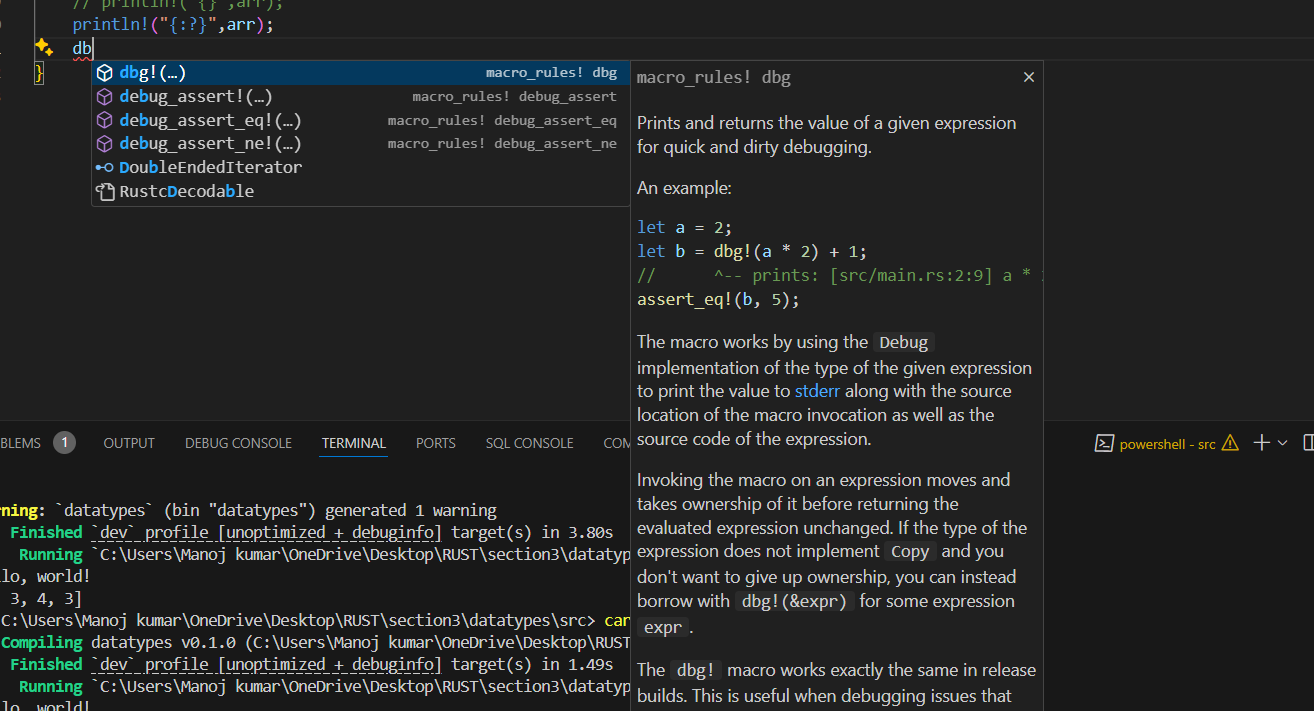 // println!("{}",arr);
println!("{:?}",arr);
db
}
dbg!(…) macro_rules! dbg
debug_assert!(…) macro_rules! debug_assert
debug_assert_eq!(…) macro_rules! debug_assert_eq
debug_assert_ne!(…) macro_rules! debug_assert_ne
DoubleEndedIterator
RustcDecodable
macro_rules! dbg
Prints and returns the value of a given expression
for quick and dirty debugging.
An example:
let a = 2;
let b = dbg!(a * 2) + 1;
//      ^-- prints: [src/main.rs:2:9] a *
assert_eq!(b, 5);
The macro works by using the Debug
implementation of the type of the given expression
to print the value to stderr along with the source
location of the macro invocation as well as the
source code of the expression.
Invoking the macro on an expression moves and
takes ownership of it before returning the
evaluated expression unchanged. If the type of the
expression does not implement Copy and you
don't want to give up ownership, you can instead
borrow with dbg!(&expr) for some expression
expr .
The dbg! macro works exactly the same in release
builds. This is useful when debugging issues that
BLEMS 1 OUTPUT DEBUG CONSOLE TERMINAL PORTS SQL CONSOLE COM
powershell - src
rning: `datatypes` (bin "datatypes") generated 1 warning
Finished `dev` profile [unoptimized + debuginfo] target(s) in 3.80s
Running `C:\Users\Manoj kumar\OneDrive\Desktop\RUST\section3\datatyp
lo, world!
3, 4, 3]
C:\Users\Manoj kumar\OneDrive\Desktop\RUST\section3\datatypes\src> car
Compiling datatypes v0.1.0 (C:\Users\Manoj kumar\OneDrive\Desktop\RUST
Finished `dev` profile [unoptimized + debuginfo] target(s) in 1.49s
Running `C:\Users\Manoj kumar\OneDrive\Desktop\RUST\section3\datatyp
lo, world!